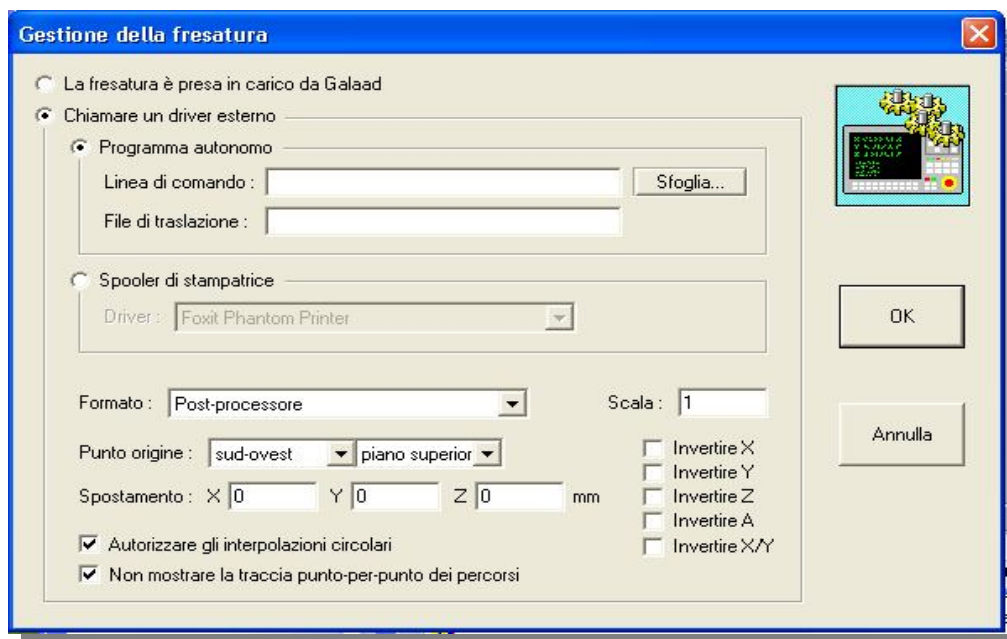 Gestione della fresatura
La fresatura è presa in carico da Galaad
Chiamare un driver esterno
Programma autonomo
Linea di comando :
Sfoglia...
File di traslazione :
Spooler di stampatrice
Driver : Foxit Phantom Printer
OK
Formato : Post-processore
Scala : 1
Annulla
Punto origine : sud-ovest piano superior
Invertire X
Invertire Y
Spostamento : X 0 Y 0 Z 0 mm
Invertire Z
Invertire A
Autorizzare gli interpolazioni circolari
Invertire X/Y
Non mostrare la traccia punto-per-punto dei percorsi